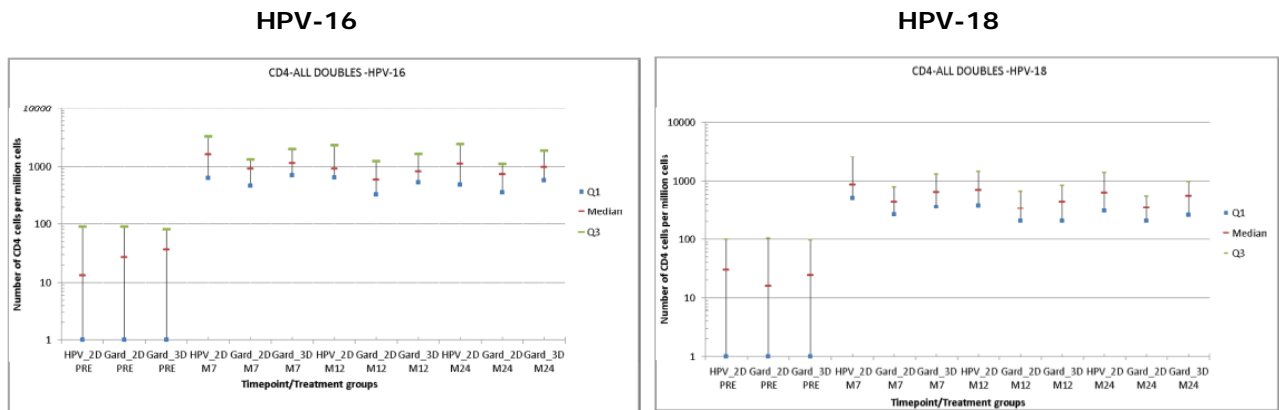 HPV-16
CD4-ALL DOUBLES -HPV-16
Number of CD4 cells per million cells
10000
1000
100
10
1
HPV_2D Gard_2D Gard_3D HPV_2D Gard_2D Gard_3D HPV_2D Gard_2D Gard_3D HPV_2D Gard_2D Gard_3D
PRE PRE PRE M7 M7 M7 M12 M12 M12 M24 M24 M24
Timepoint/Treatment groups
Q1
Median
Q3
HPV-18
CD4-ALL DOUBLES -HPV-18
Number of CD4 cells per million cells
10000
1000
100
10
1
HPV_2D Gard_2D Gard_3D HPV_2D Gard_2D Gard_3D HPV_2D Gard_2D Gard_3D HPV_2D Gard_2D Gard_3D
PRE PRE PRE M7 M7 M7 M12 M12 M12 M24 M24 M24
Timepoint/Treatment groups
Q1
Median
Q3